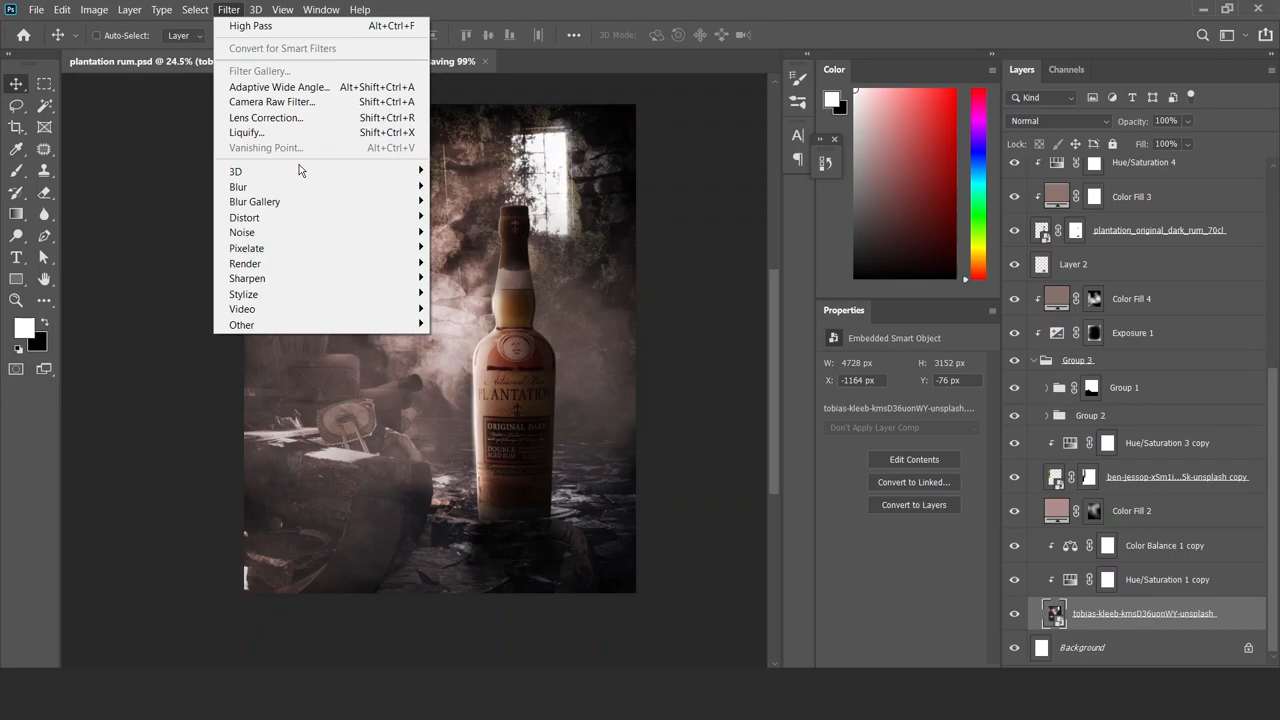 Ps File Edit Image Layer Type Select Filter 3D View Window Help
Auto-Select: Layer
3D Mode:
plantation rum.psd @ 24.5% (tob
aving 99% ×
High Pass Alt+Ctrl+F
Convert for Smart Filters
Filter Gallery...
Adaptive Wide Angle... Alt+Shift+Ctrl+A
Camera Raw Filter... Shift+Ctrl+A
Lens Correction... Shift+Ctrl+R
Liquify... Shift+Ctrl+X
Vanishing Point... Alt+Ctrl+V
3D
Blur
Blur Gallery
Distort
Noise
Pixelate
Render
Sharpen
Stylize
Video
Other
Artisanal Rum
PLANTATION
ORIGINAL DARK
DOUBLE
AGED RUM
Color
Properties
Embedded Smart Object
W: 4728 px H: 3152 px
X: -1164 px Y: -76 px
tobias-kleeb-kmsD36uonWY-unsplash....
Don't Apply Layer Comp
Edit Contents
Convert to Linked...
Convert to Layers
Layers Channels
Kind
Normal Opacity: 100%
Lock: Fill: 100%
Hue/Saturation 4
Color Fill 3
plantation_original_dark_rum_70cl
Layer 2
Color Fill 4
Exposure 1
Group 3
Group 1
Group 2
Hue/Saturation 3 copy
ben-jessop-xSm1i...5k-unsplash copy
Color Fill 2
Color Balance 1 copy
Hue/Saturation 1 copy
tobias-kleeb-kmsD36uonWY-unsplash
Background